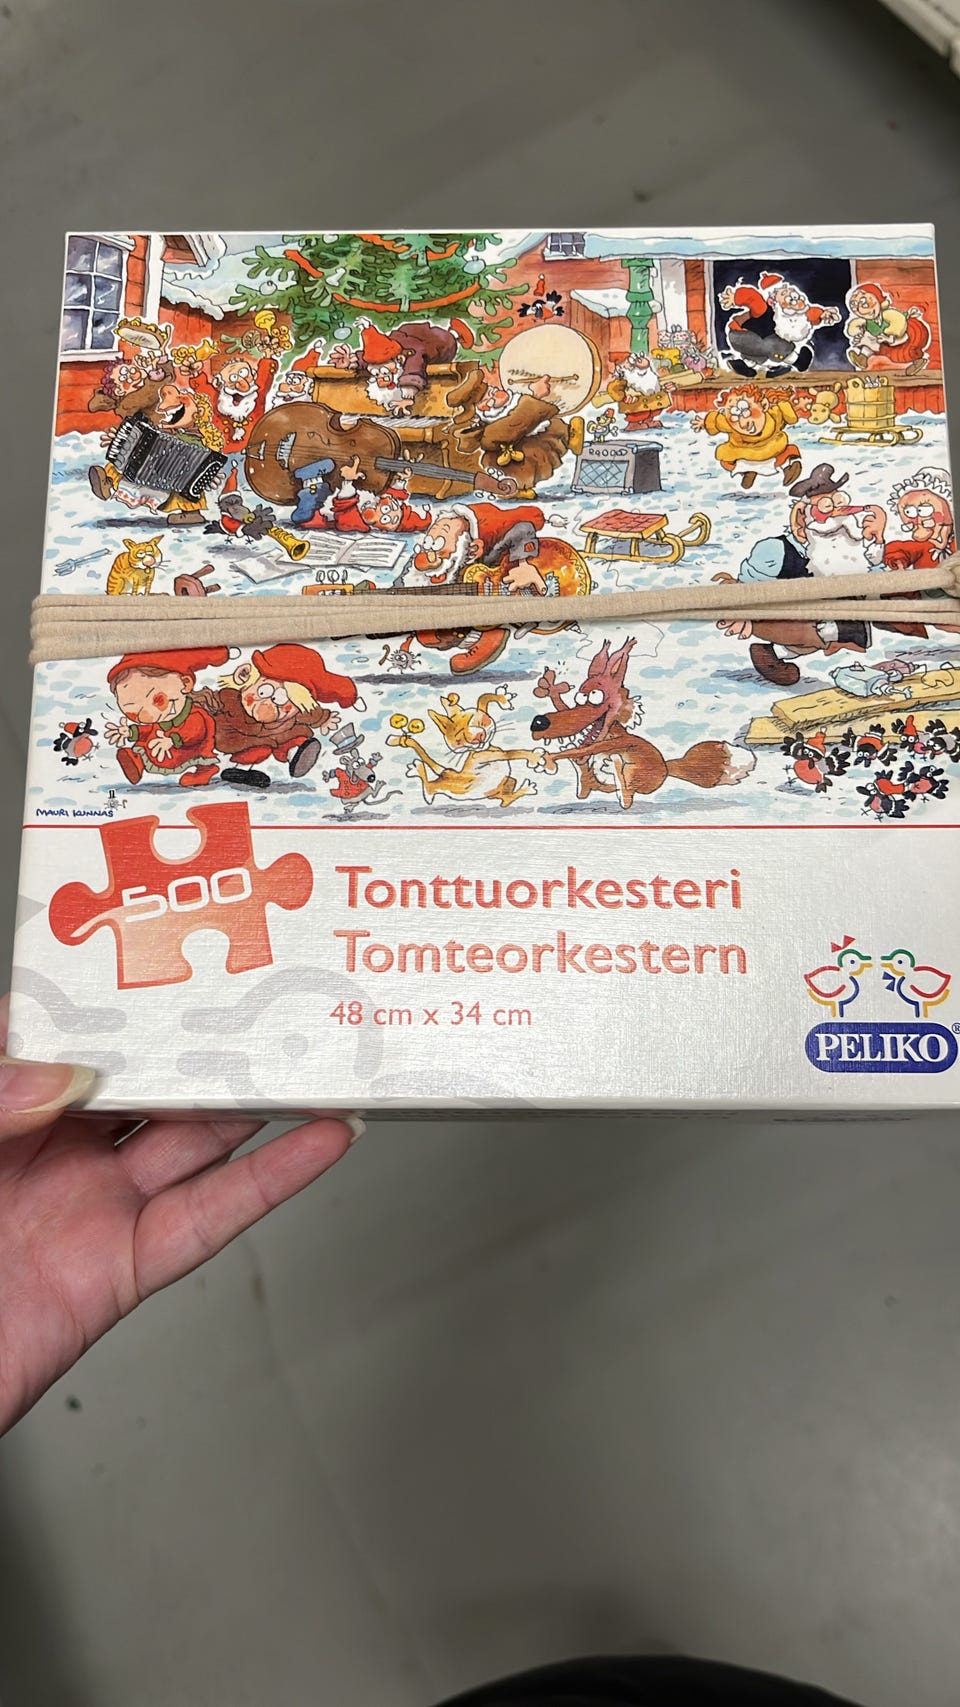 MAURI KUNNAS
500
Tonttuorkesteri
Tomteorkestern
48 cm x 34 cm
PELIKO®